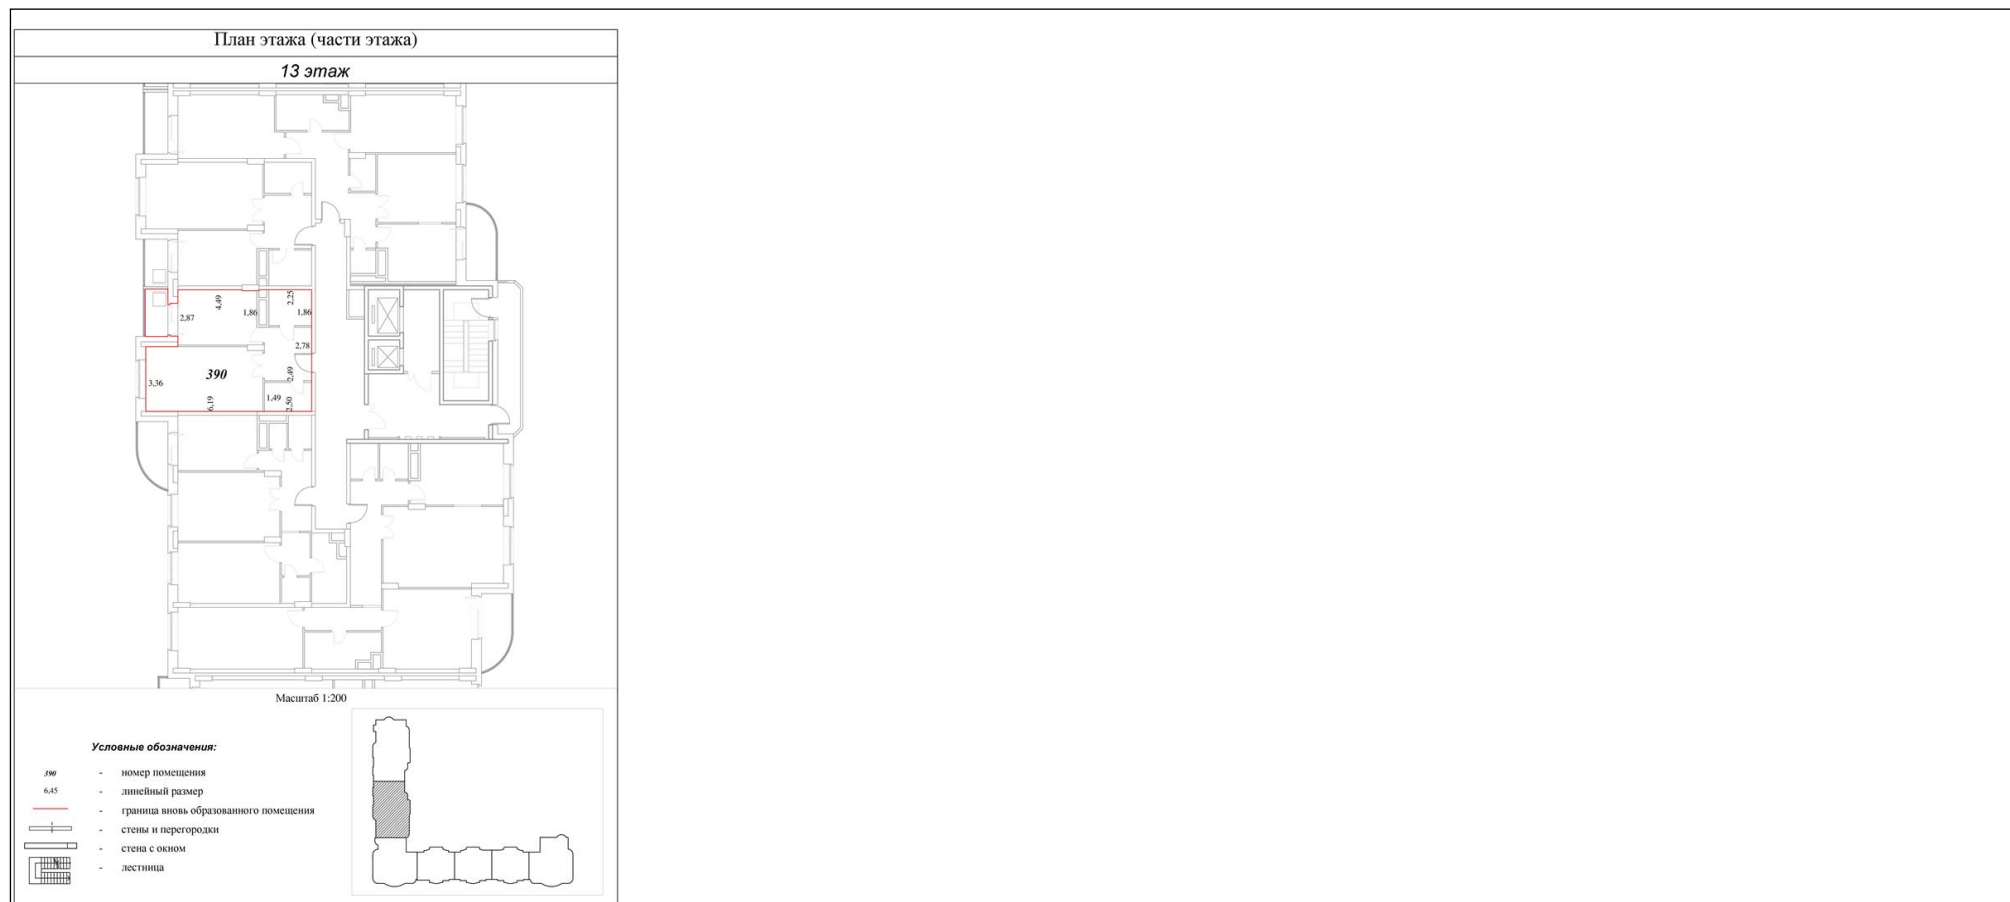 План этажа (части этажа)
13 этаж
4,49
2,25
2,87
1,86
1,86
2,78
3,36
390
2,49
6,19
1,49
2,50
Масштаб 1:200
Условные обозначения:
390 - номер помещения
6,45 - линейный размер
- граница вновь образованного помещения
- стены и перегородки
- стена с окном
- лестница